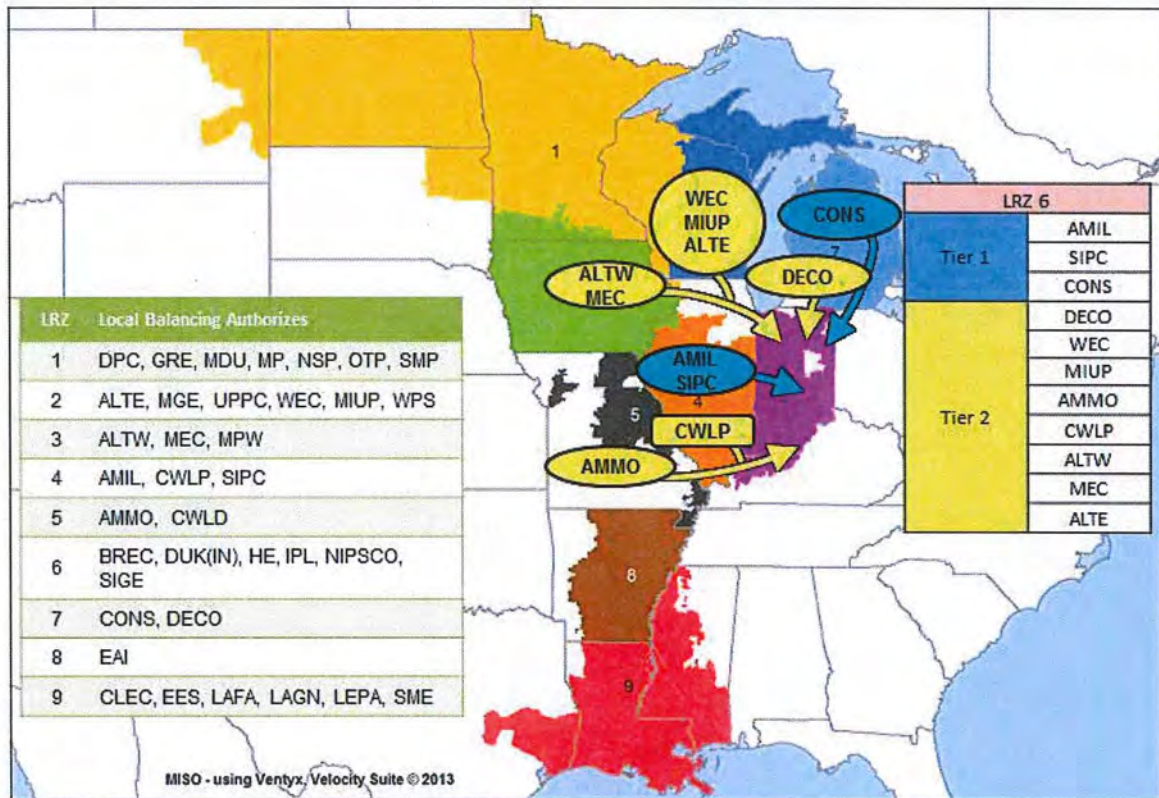 1
WEC
MIUP
ALTE
CONS
7
ALTW
MEC
DECO
AMIL
SIPC
4
5
CWLP
AMMO
8
9
LRZ Local Balancing Authorizes
1 DPC, GRE, MDU, MP, NSP, OTP, SMP
2 ALTE, MGE, UPPC, WEC, MIUP, WPS
3 ALTW, MEC, MPW
4 AMIL, CWLP, SIPC
5 AMMO, CWLD
6 BREC, DUK(IN), HE, IPL, NIPSCO,
SIGE
7 CONS, DECO
8 EAI
9 CLEC, EES, LAFA, LAGN, LEPA, SME
LRZ 6
Tier 1
AMIL
SIPC
CONS
Tier 2
DECO
WEC
MIUP
AMMO
CWLP
ALTW
MEC
ALTE
MISO - using Ventyx, Velocity Suite © 2013